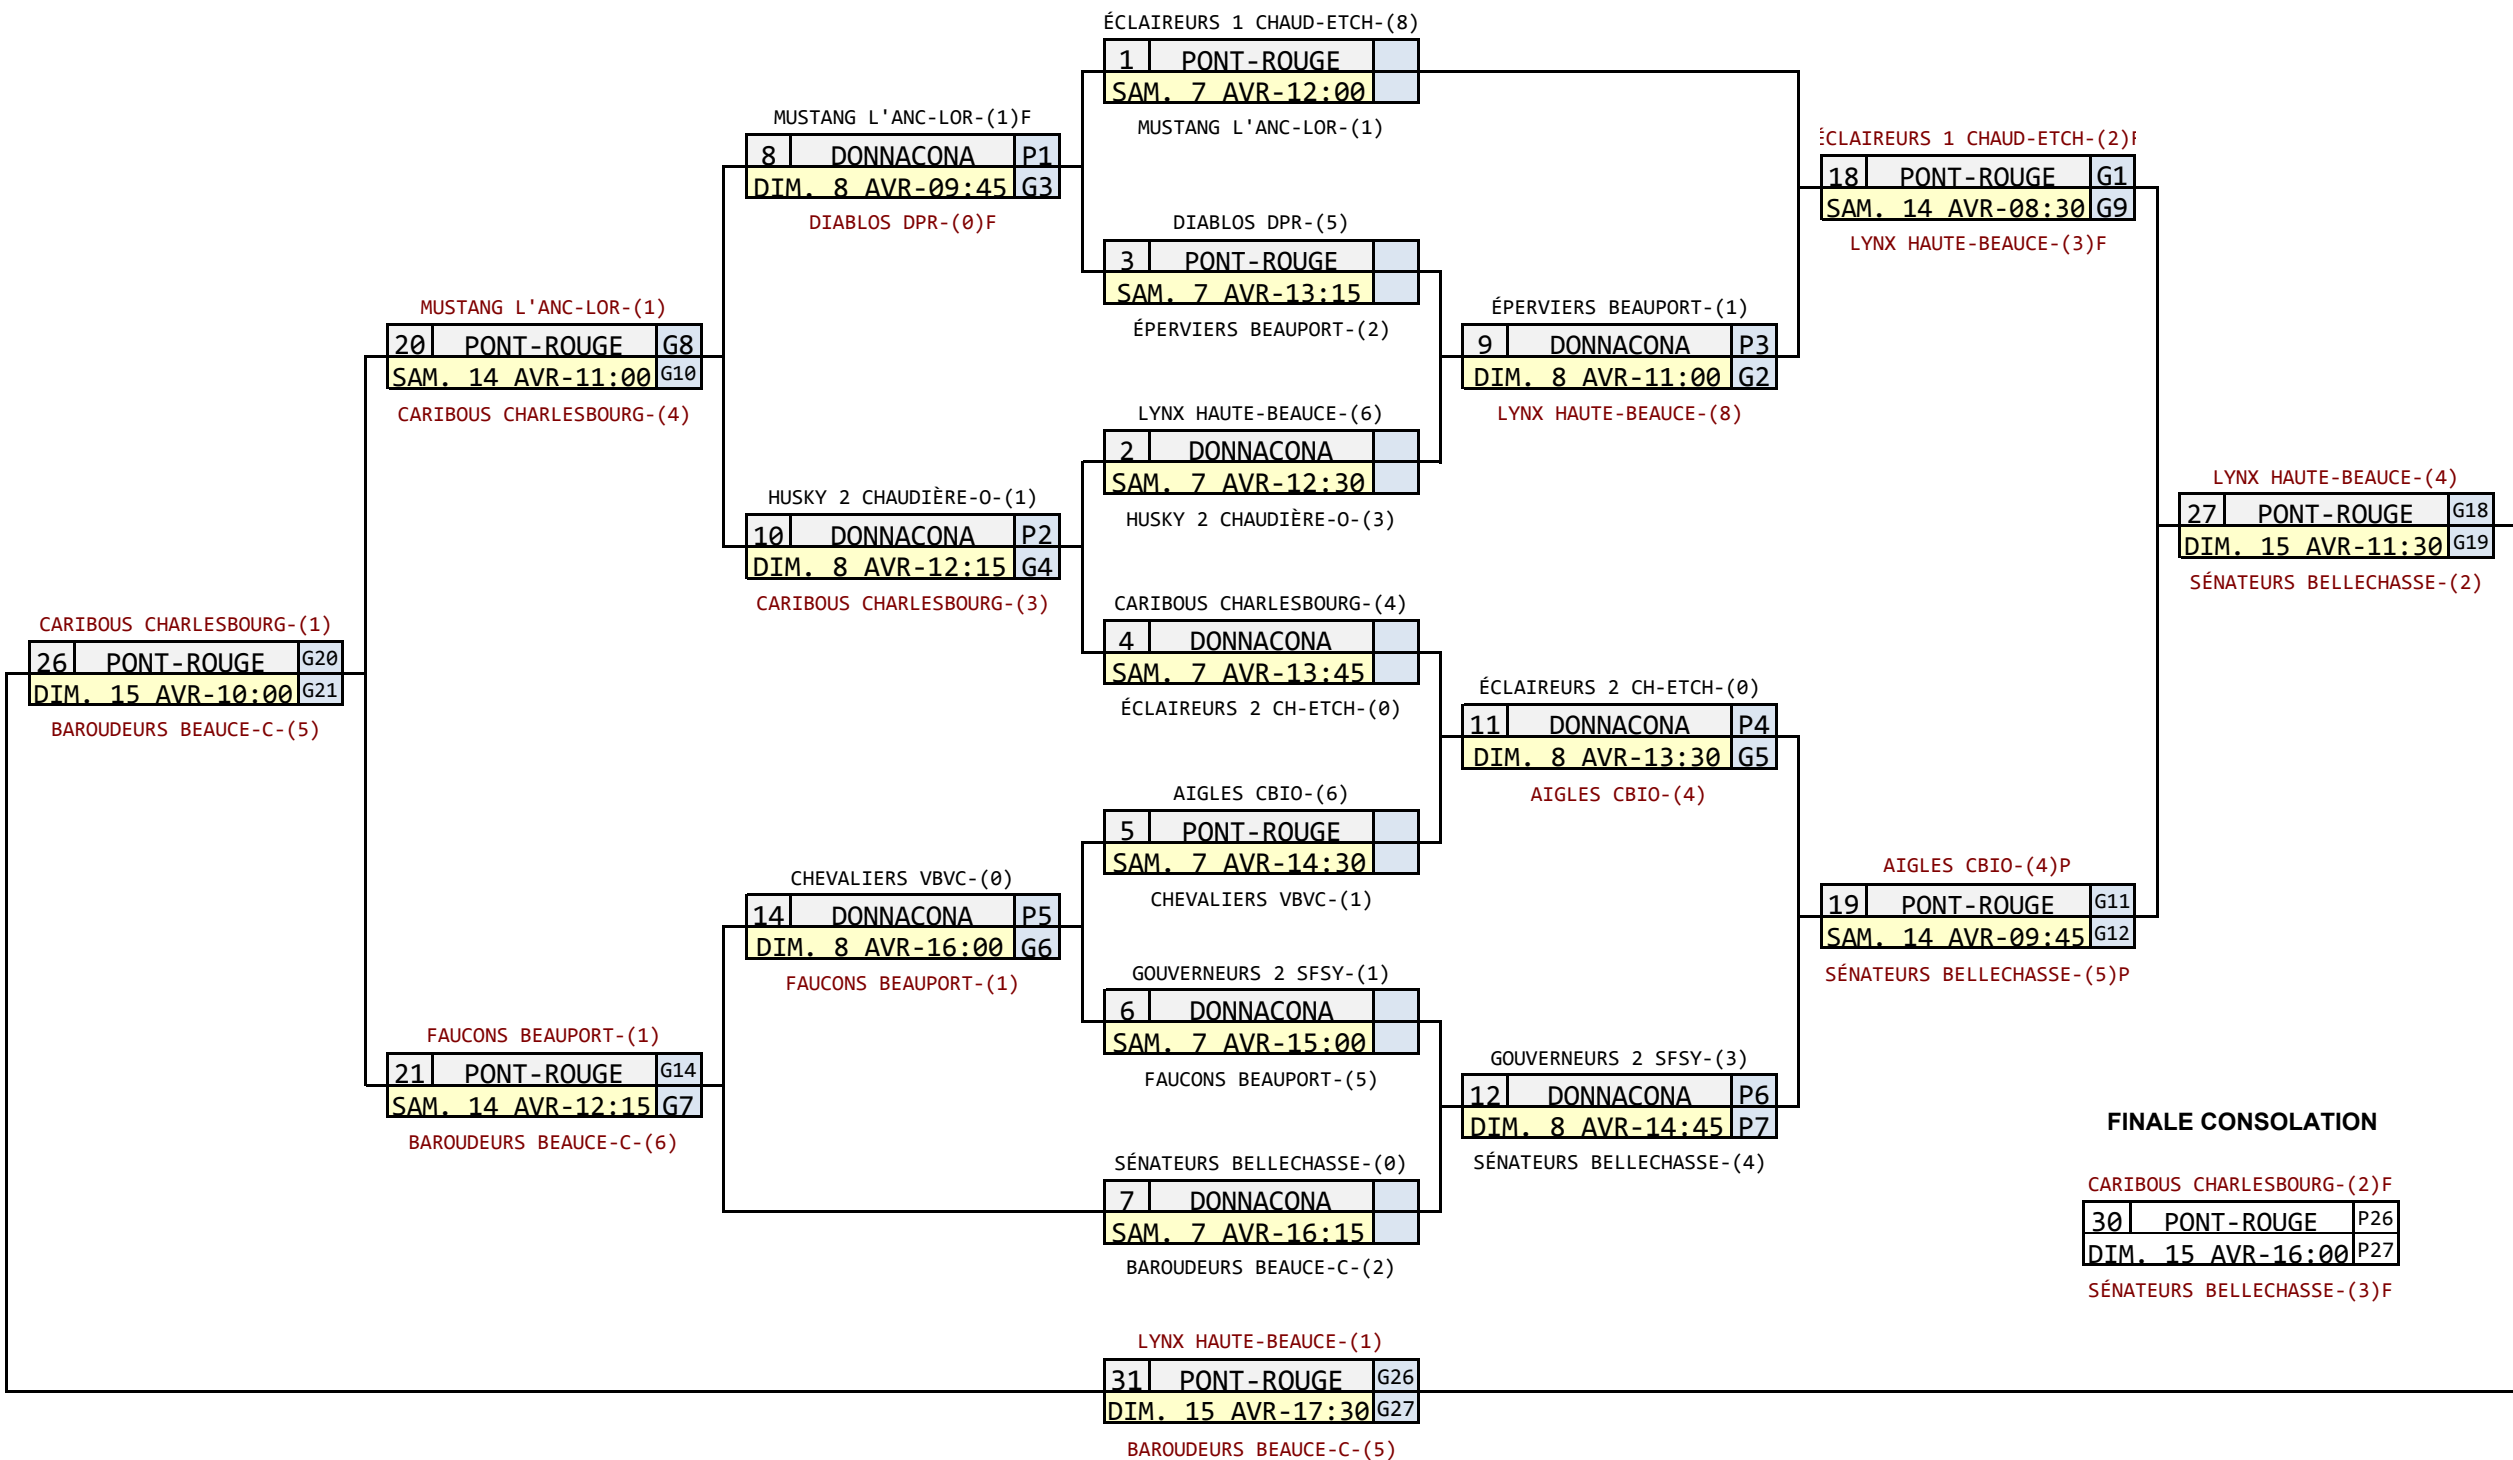 ÉCLAIREURS 1 CHAUD-ETCH-(8)
1 PONT-ROUGE
SAM. 7 AVR-12:00
MUSTANG L'ANC-LOR-(1)
MUSTANG L'ANC-LOR-(1)F
8 DONNACONA P1
DIM. 8 AVR-09:45 G3
DIABLOS DPR-(0)F
ÉCLAIREURS 1 CHAUD-ETCH-(2)F
18 PONT-ROUGE G1
SAM. 14 AVR-08:30 G9
LYNX HAUTE-BEAUCE-(3)F
DIABLOS DPR-(5)
3 PONT-ROUGE
SAM. 7 AVR-13:15
ÉPERVIERS BEAUPORT-(2)
MUSTANG L'ANC-LOR-(1)
20 PONT-ROUGE G8
SAM. 14 AVR-11:00 G10
CARIBOUS CHARLESBOURG-(4)
ÉPERVIERS BEAUPORT-(1)
9 DONNACONA P3
DIM. 8 AVR-11:00 G2
LYNX HAUTE-BEAUCE-(8)
LYNX HAUTE-BEAUCE-(6)
2 DONNACONA
SAM. 7 AVR-12:30
HUSKY 2 CHAUDIÈRE-O-(3)
LYNX HAUTE-BEAUCE-(4)
27 PONT-ROUGE G18
DIM. 15 AVR-11:30 G19
SÉNATEURS BELLECHASSE-(2)
HUSKY 2 CHAUDIÈRE-O-(1)
10 DONNACONA P2
DIM. 8 AVR-12:15 G4
CARIBOUS CHARLESBOURG-(3)
CARIBOUS CHARLESBOURG-(4)
4 DONNACONA
SAM. 7 AVR-13:45
ÉCLAIREURS 2 CH-ETCH-(0)
CARIBOUS CHARLESBOURG-(1)
26 PONT-ROUGE G20
DIM. 15 AVR-10:00 G21
BAROUDEURS BEAUCE-C-(5)
ÉCLAIREURS 2 CH-ETCH-(0)
11 DONNACONA P4
DIM. 8 AVR-13:30 G5
AIGLES CBIO-(4)
AIGLES CBIO-(6)
5 PONT-ROUGE
SAM. 7 AVR-14:30
CHEVALIERS VBVC-(1)
CHEVALIERS VBVC-(0)
14 DONNACONA P5
DIM. 8 AVR-16:00 G6
FAUCONS BEAUPORT-(1)
AIGLES CBIO-(4)P
19 PONT-ROUGE G11
SAM. 14 AVR-09:45 G12
SÉNATEURS BELLECHASSE-(5)P
GOUVERNEURS 2 SFSY-(1)
6 DONNACONA
SAM. 7 AVR-15:00
FAUCONS BEAUPORT-(5)
FAUCONS BEAUPORT-(1)
21 PONT-ROUGE G14
SAM. 14 AVR-12:15 G7
BAROUDEURS BEAUCE-C-(6)
GOUVERNEURS 2 SFSY-(3)
12 DONNACONA P6
DIM. 8 AVR-14:45 P7
SÉNATEURS BELLECHASSE-(4)
SÉNATEURS BELLECHASSE-(0)
7 DONNACONA
SAM. 7 AVR-16:15
BAROUDEURS BEAUCE-C-(2)
FINALE CONSOLATION
CARIBOUS CHARLESBOURG-(2)F
30 PONT-ROUGE P26
DIM. 15 AVR-16:00 P27
SÉNATEURS BELLECHASSE-(3)F
LYNX HAUTE-BEAUCE-(1)
31 PONT-ROUGE G26
DIM. 15 AVR-17:30 G27
BAROUDEURS BEAUCE-C-(5)